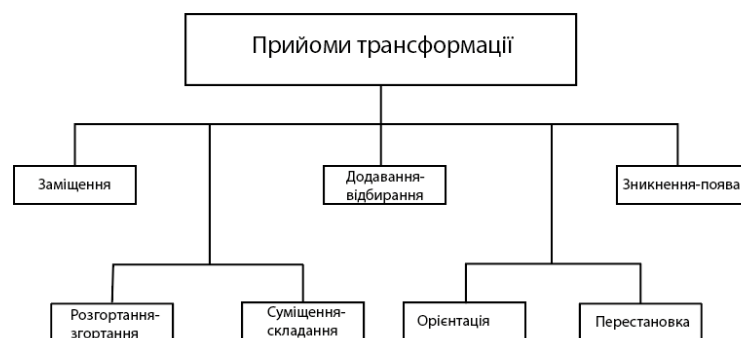 Прийоми трансформації
Заміщення
Додавання-
відбирання
Зникнення-поява
Розгортання-
згортання
Суміщення-
складання
Орієнтація
Перестановка